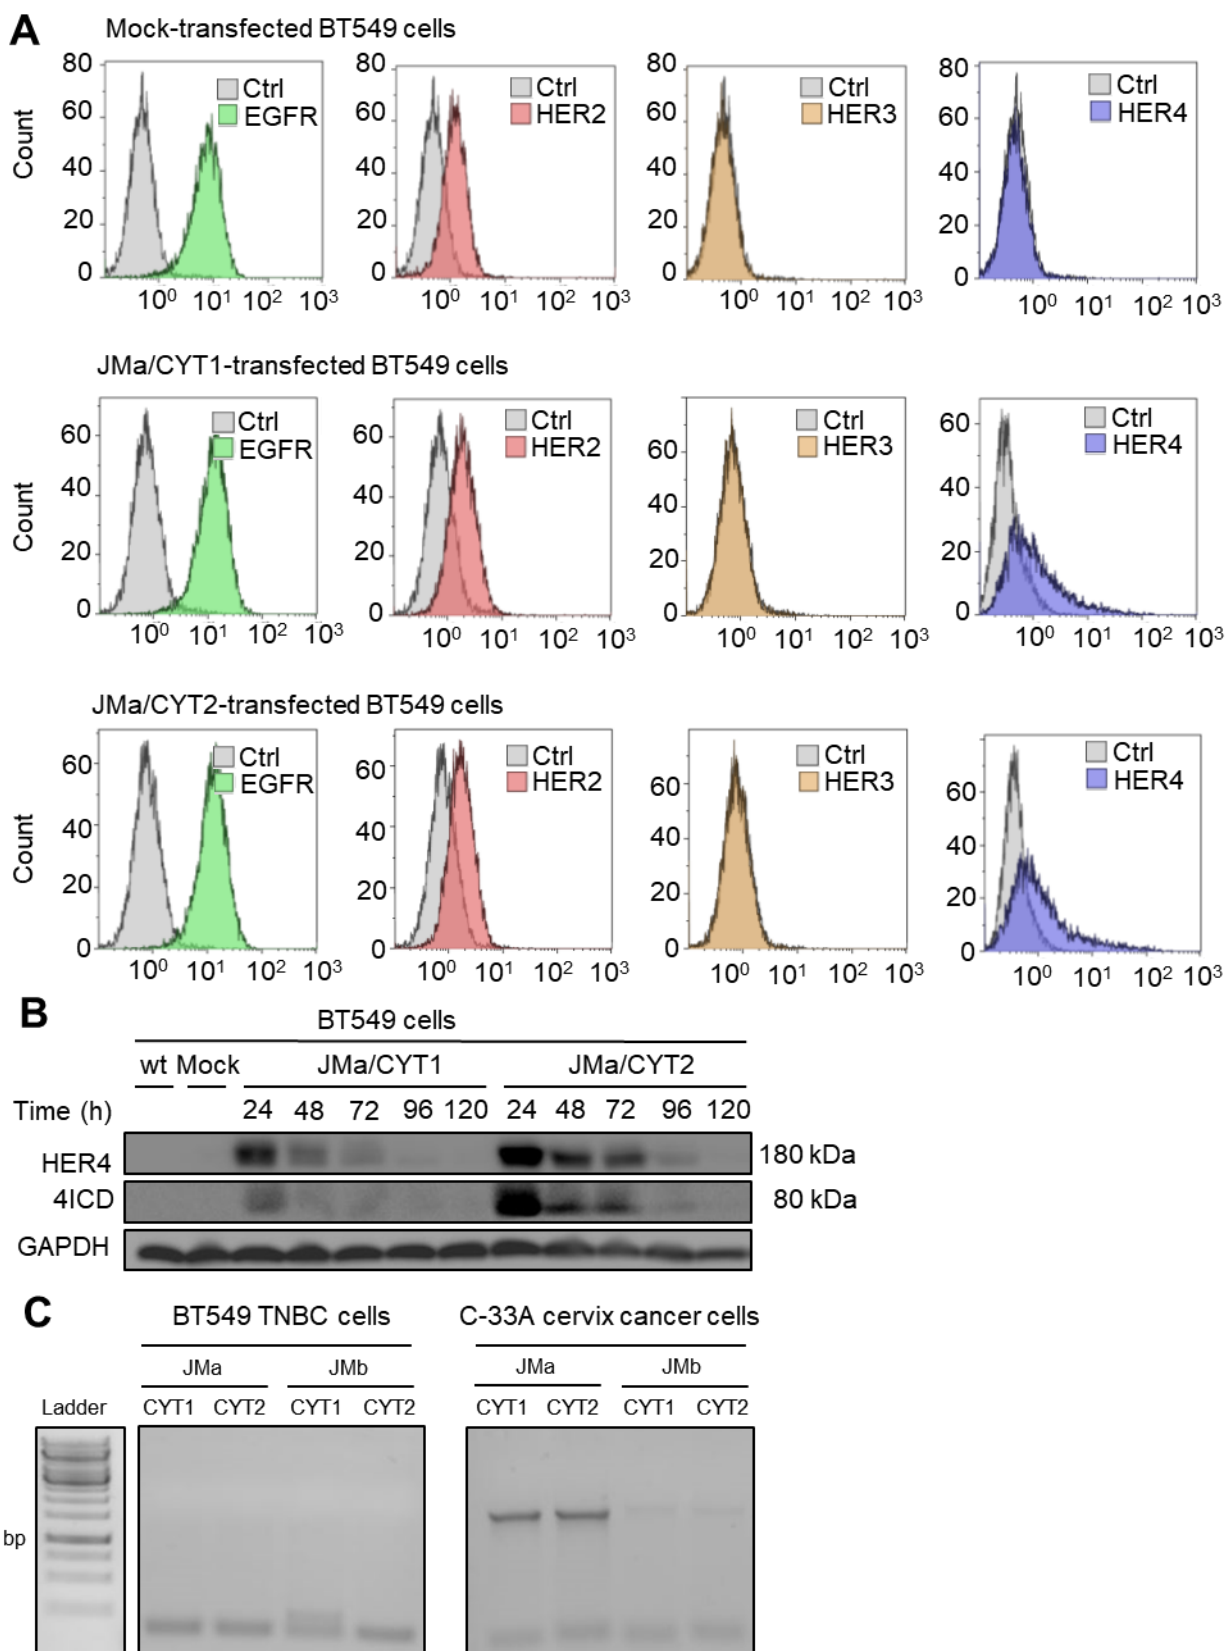 A
Mock-transfected BT549 cells
80 80 80 80
Ctrl Ctrl Ctrl Ctrl
EGFR HER2 HER3 HER4
60 60 60 60
Count
40 40 40 40
20 20 20 20
0 0 0 0
10⁰ 10¹ 10² 10³ 10⁰ 10¹ 10² 10³ 10⁰ 10¹ 10² 10³ 10⁰ 10¹ 10² 10³
JMa/CYT1-transfected BT549 cells
Ctrl Ctrl Ctrl Ctrl
60 60 60 60
EGFR HER2 HER3 HER4
Count
40 40 40 40
20 20 20 20
0 0 0 0
10⁰ 10¹ 10² 10³ 10⁰ 10¹ 10² 10³ 10⁰ 10¹ 10² 10³ 10⁰ 10¹ 10² 10³
JMa/CYT2-transfected BT549 cells
Ctrl Ctrl Ctrl Ctrl
60 60 60 60
EGFR HER2 HER3 HER4
Count
40 40 40 40
20 20 20 20
0 0 0 0
10⁰ 10¹ 10² 10³ 10⁰ 10¹ 10² 10³ 10⁰ 10¹ 10² 10³ 10⁰ 10¹ 10² 10³
B
BT549 cells
wt Mock JMa/CYT1 JMa/CYT2
Time (h) 24 48 72 96 120 24 48 72 96 120
HER4 180 kDa
4ICD 80 kDa
GAPDH
C
BT549 TNBC cells C-33A cervix cancer cells
JMa JMb JMa JMb
Ladder CYT1 CYT2 CYT1 CYT2 CYT1 CYT2 CYT1 CYT2
bp